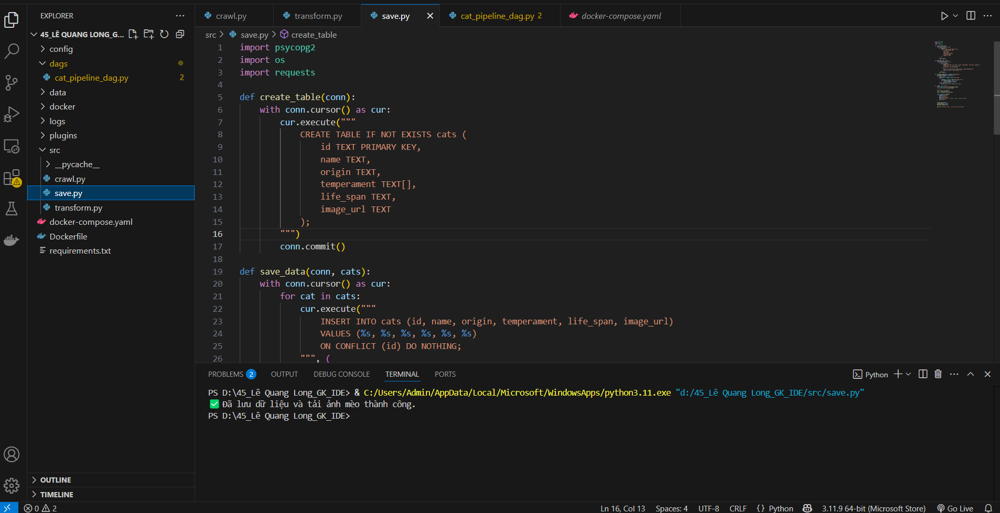 EXPLORER
45_LÊ QUANG LONG_G...
config
dags
cat_pipeline_dag.py 2
data
docker
logs
plugins
src
__pycache__
crawl.py
save.py
transform.py
docker-compose.yaml
Dockerfile
requirements.txt
OUTLINE
TIMELINE
crawl.py transform.py save.py cat_pipeline_dag.py 2 docker-compose.yaml
src > save.py > create_table
1 import psycopg2
2 import os
3 import requests
4
5 def create_table(conn):
6 with conn.cursor() as cur:
7 cur.execute("""
8 CREATE TABLE IF NOT EXISTS cats (
9 id TEXT PRIMARY KEY,
10 name TEXT,
11 origin TEXT,
12 temperament TEXT[],
13 life_span TEXT,
14 image_url TEXT
15 );
16 """)
17 conn.commit()
18
19 def save_data(conn, cats):
20 with conn.cursor() as cur:
21 for cat in cats:
22 cur.execute("""
23 INSERT INTO cats (id, name, origin, temperament, life_span, image_url)
24 VALUES (%s, %s, %s, %s, %s, %s)
25 ON CONFLICT (id) DO NOTHING;
26 """, (
PROBLEMS 2 OUTPUT DEBUG CONSOLE TERMINAL PORTS Python
PS D:\45_Lê Quang Long_GK_IDE> & C:/Users/Admin/AppData/Local/Microsoft/WindowsApps/python3.11.exe "d:/45_Lê Quang Long_GK_IDE/src/save.py"
✅ Đã lưu dữ liệu và tải ảnh mèo thành công.
PS D:\45_Lê Quang Long_GK_IDE>
0 2 Ln 16, Col 13 Spaces: 4 UTF-8 CRLF {} Python 3.11.9 64-bit (Microsoft Store) Go Live